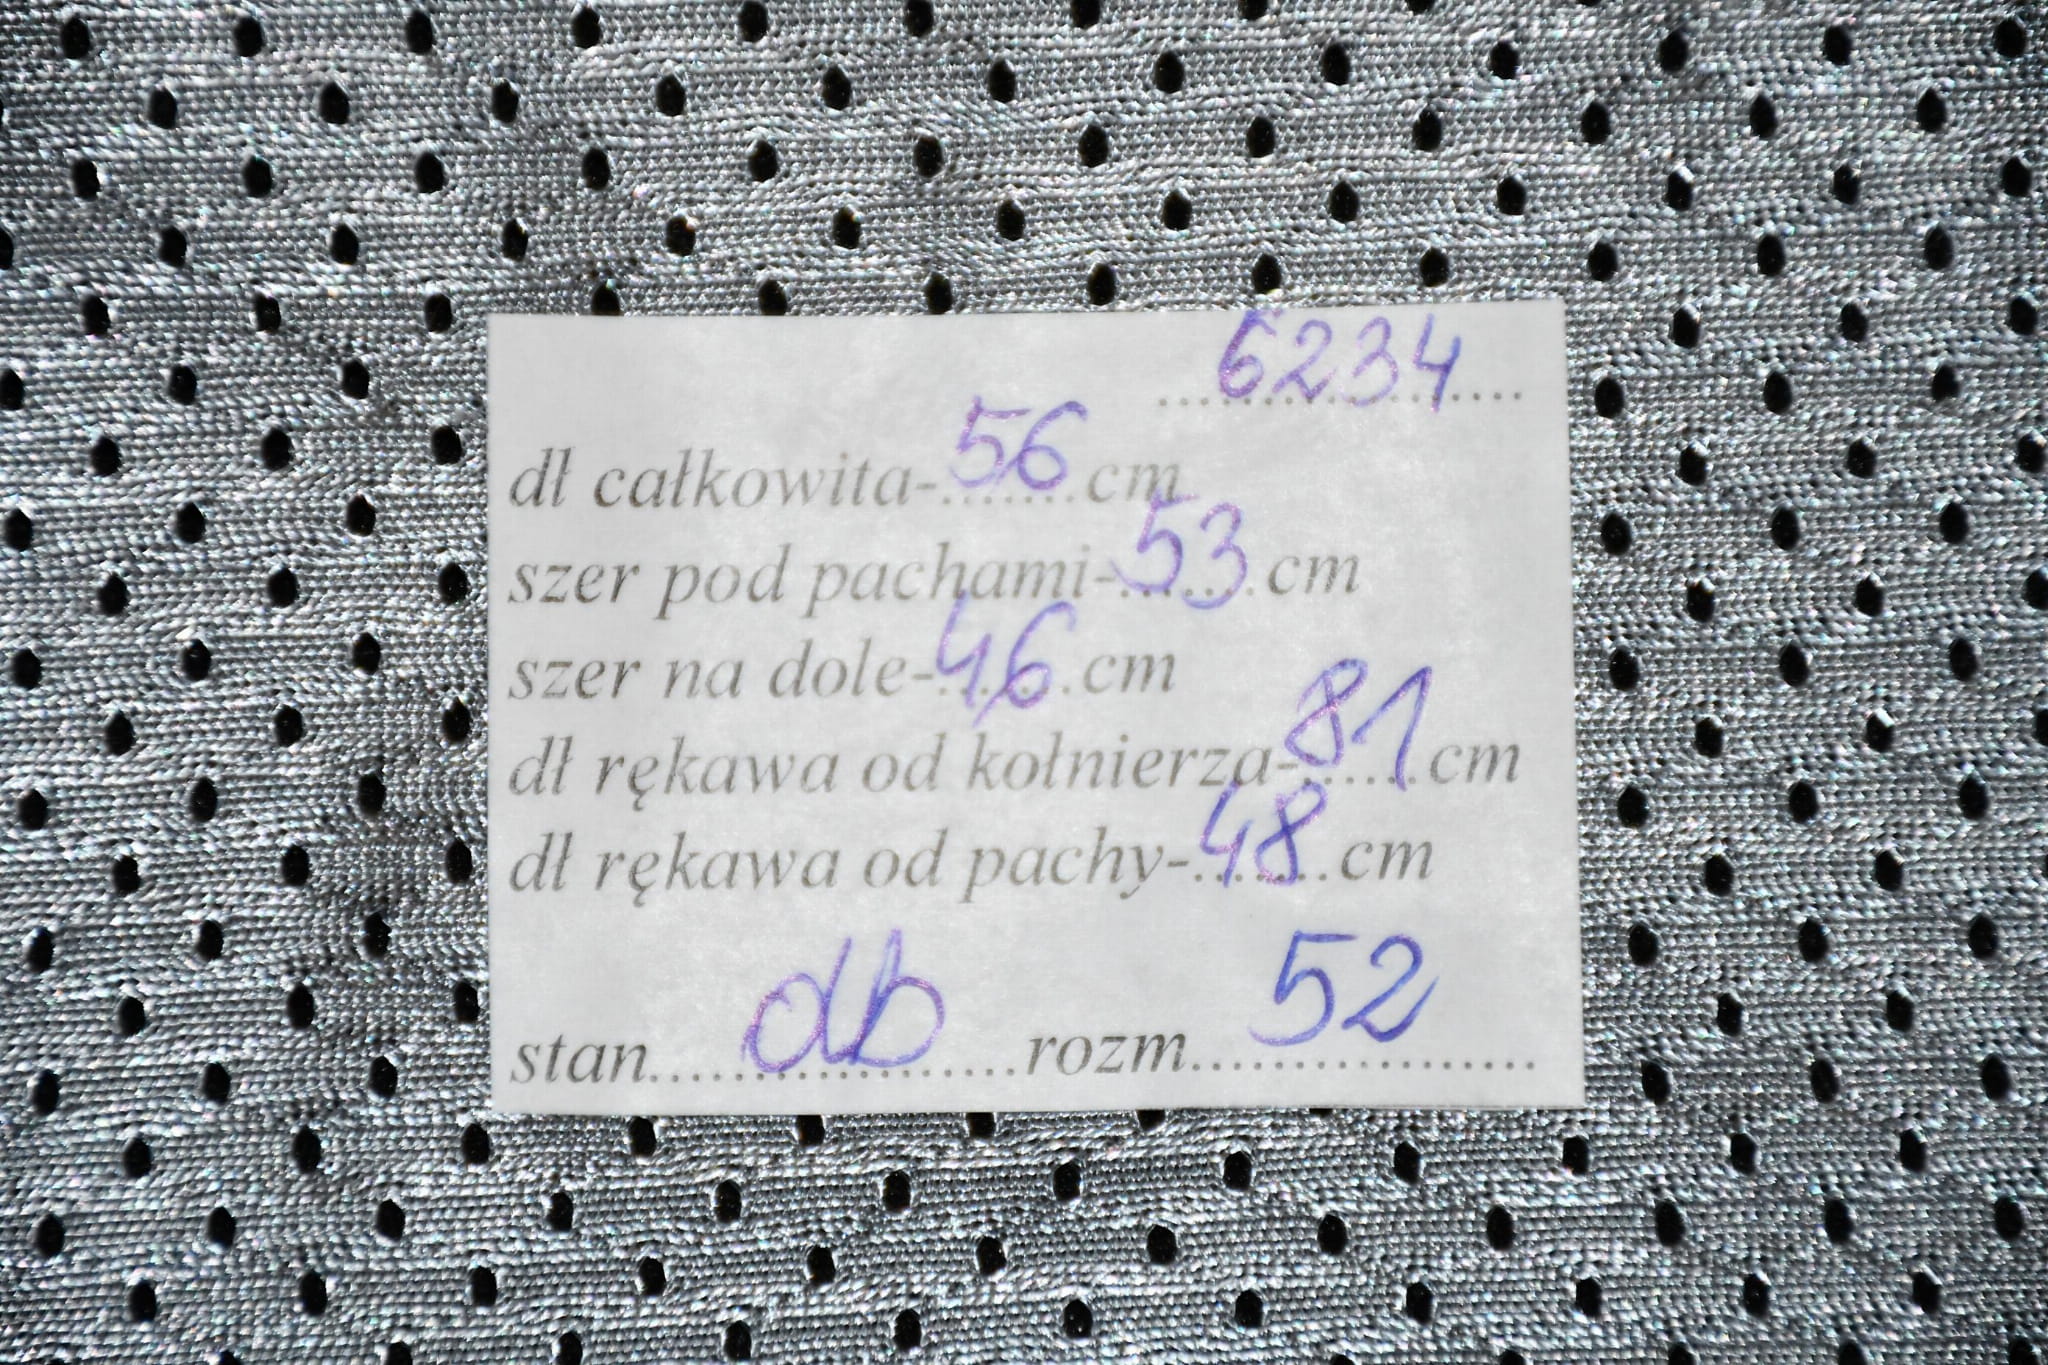 6234
dł całkowita-56cm
szer pod pachami-53cm
szer na dole-46cm
dł rękawa od kołnierza-81cm
dł rękawa od pachy-48cm
stan....db....rozm....52....